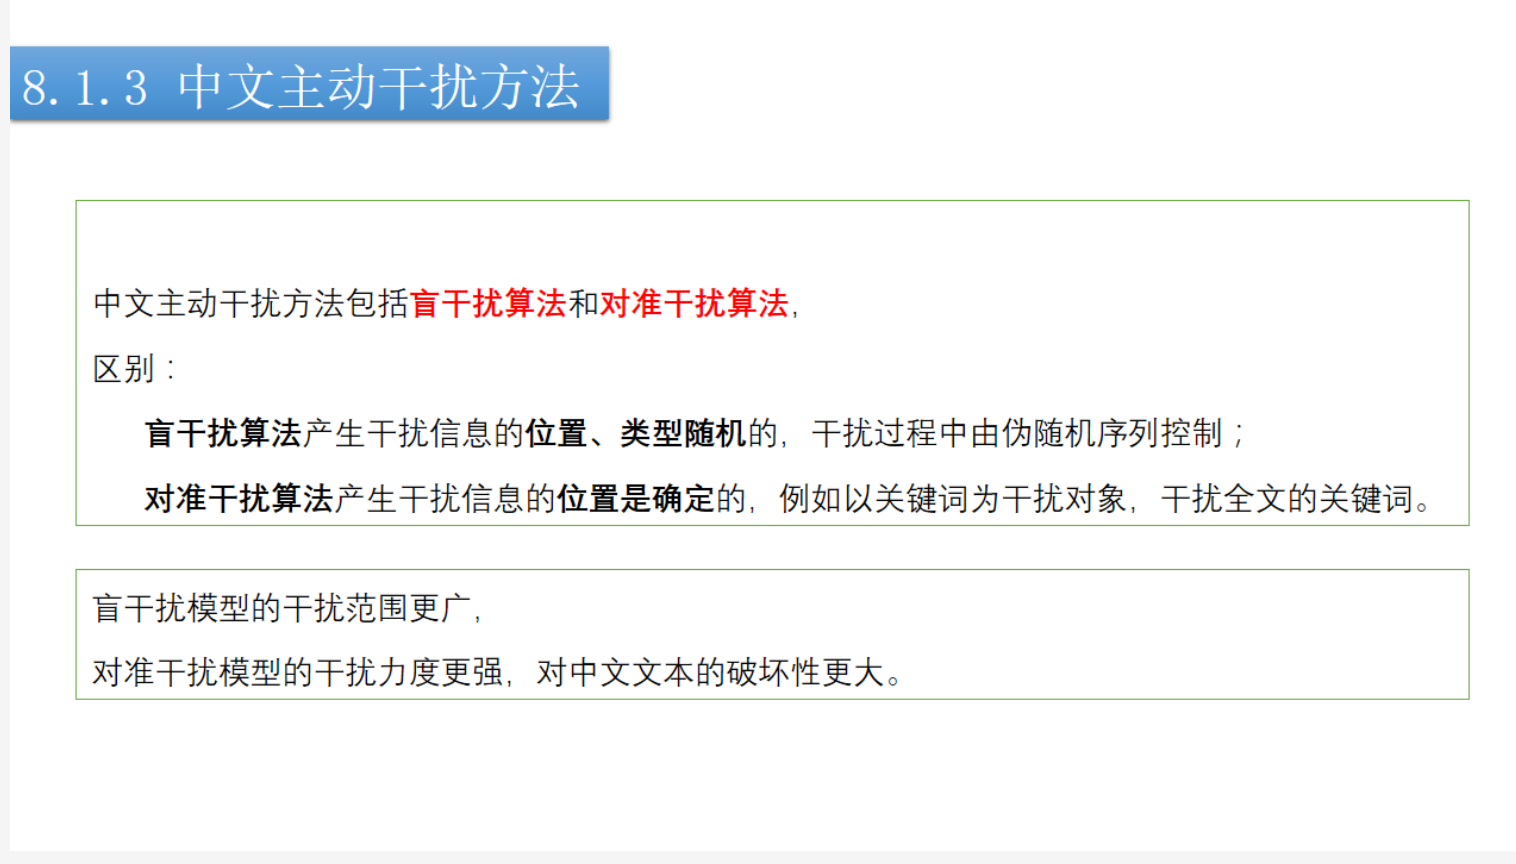 8.1.3 中文主动干扰方法
中文主动干扰方法包括盲干扰算法和对准干扰算法,
区别：
盲干扰算法产生干扰信息的位置、类型随机的，干扰过程中由伪随机序列控制；
对准干扰算法产生干扰信息的位置是确定的，例如以关键词为干扰对象，干扰全文的关键词。
盲干扰模型的干扰范围更广，
对准干扰模型的干扰力度更强，对中文文本的破坏性更大。